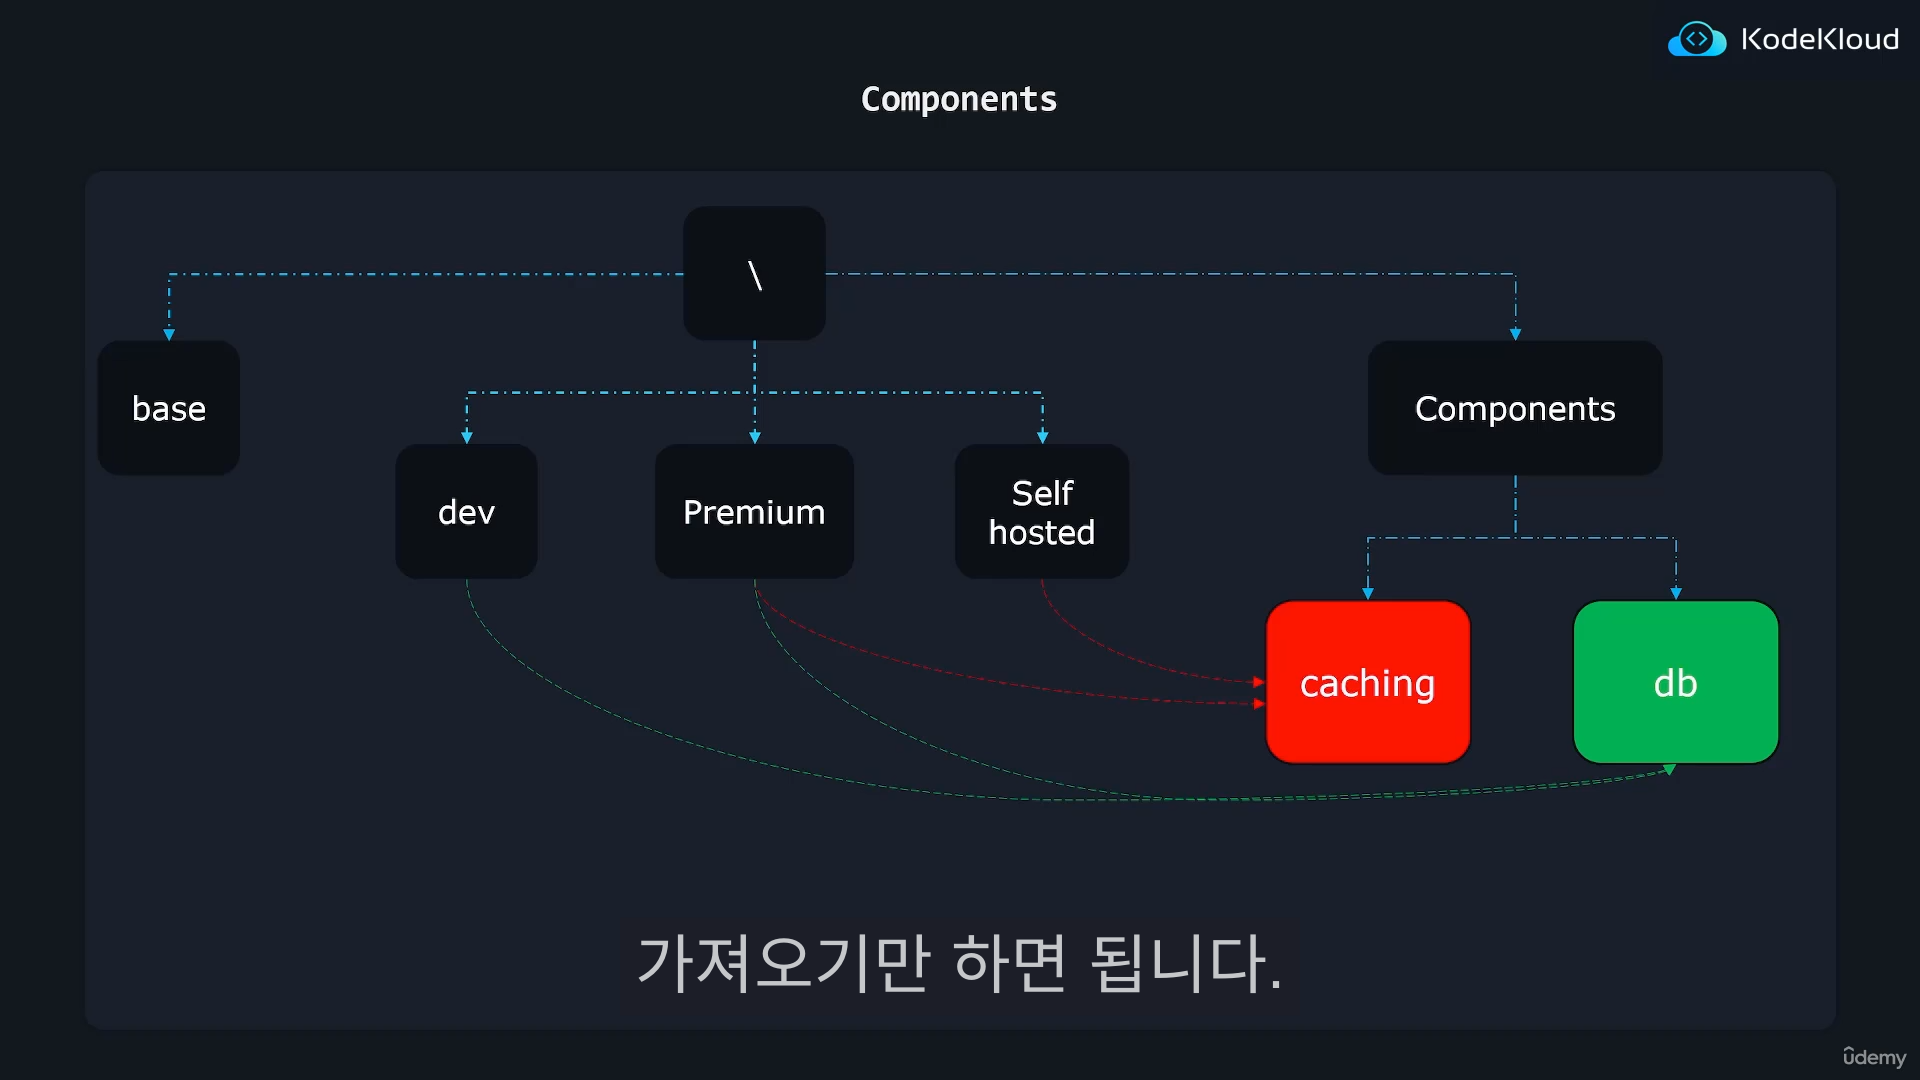 KodeKloud
Components
\
base
Components
dev
Premium
Self
hosted
caching
db
가져오기만 하면 됩니다.
ûdemy